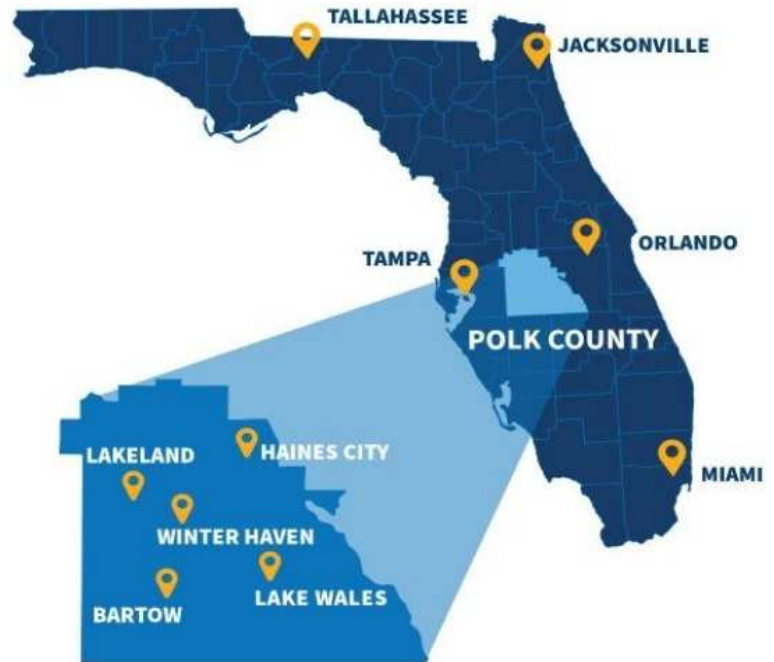 TALLAHASSEE
JACKSONVILLE
TAMPA
ORLANDO
POLK COUNTY
HAINES CITY
LAKELAND
MIAMI
WINTER HAVEN
LAKE WALES
BARTOW